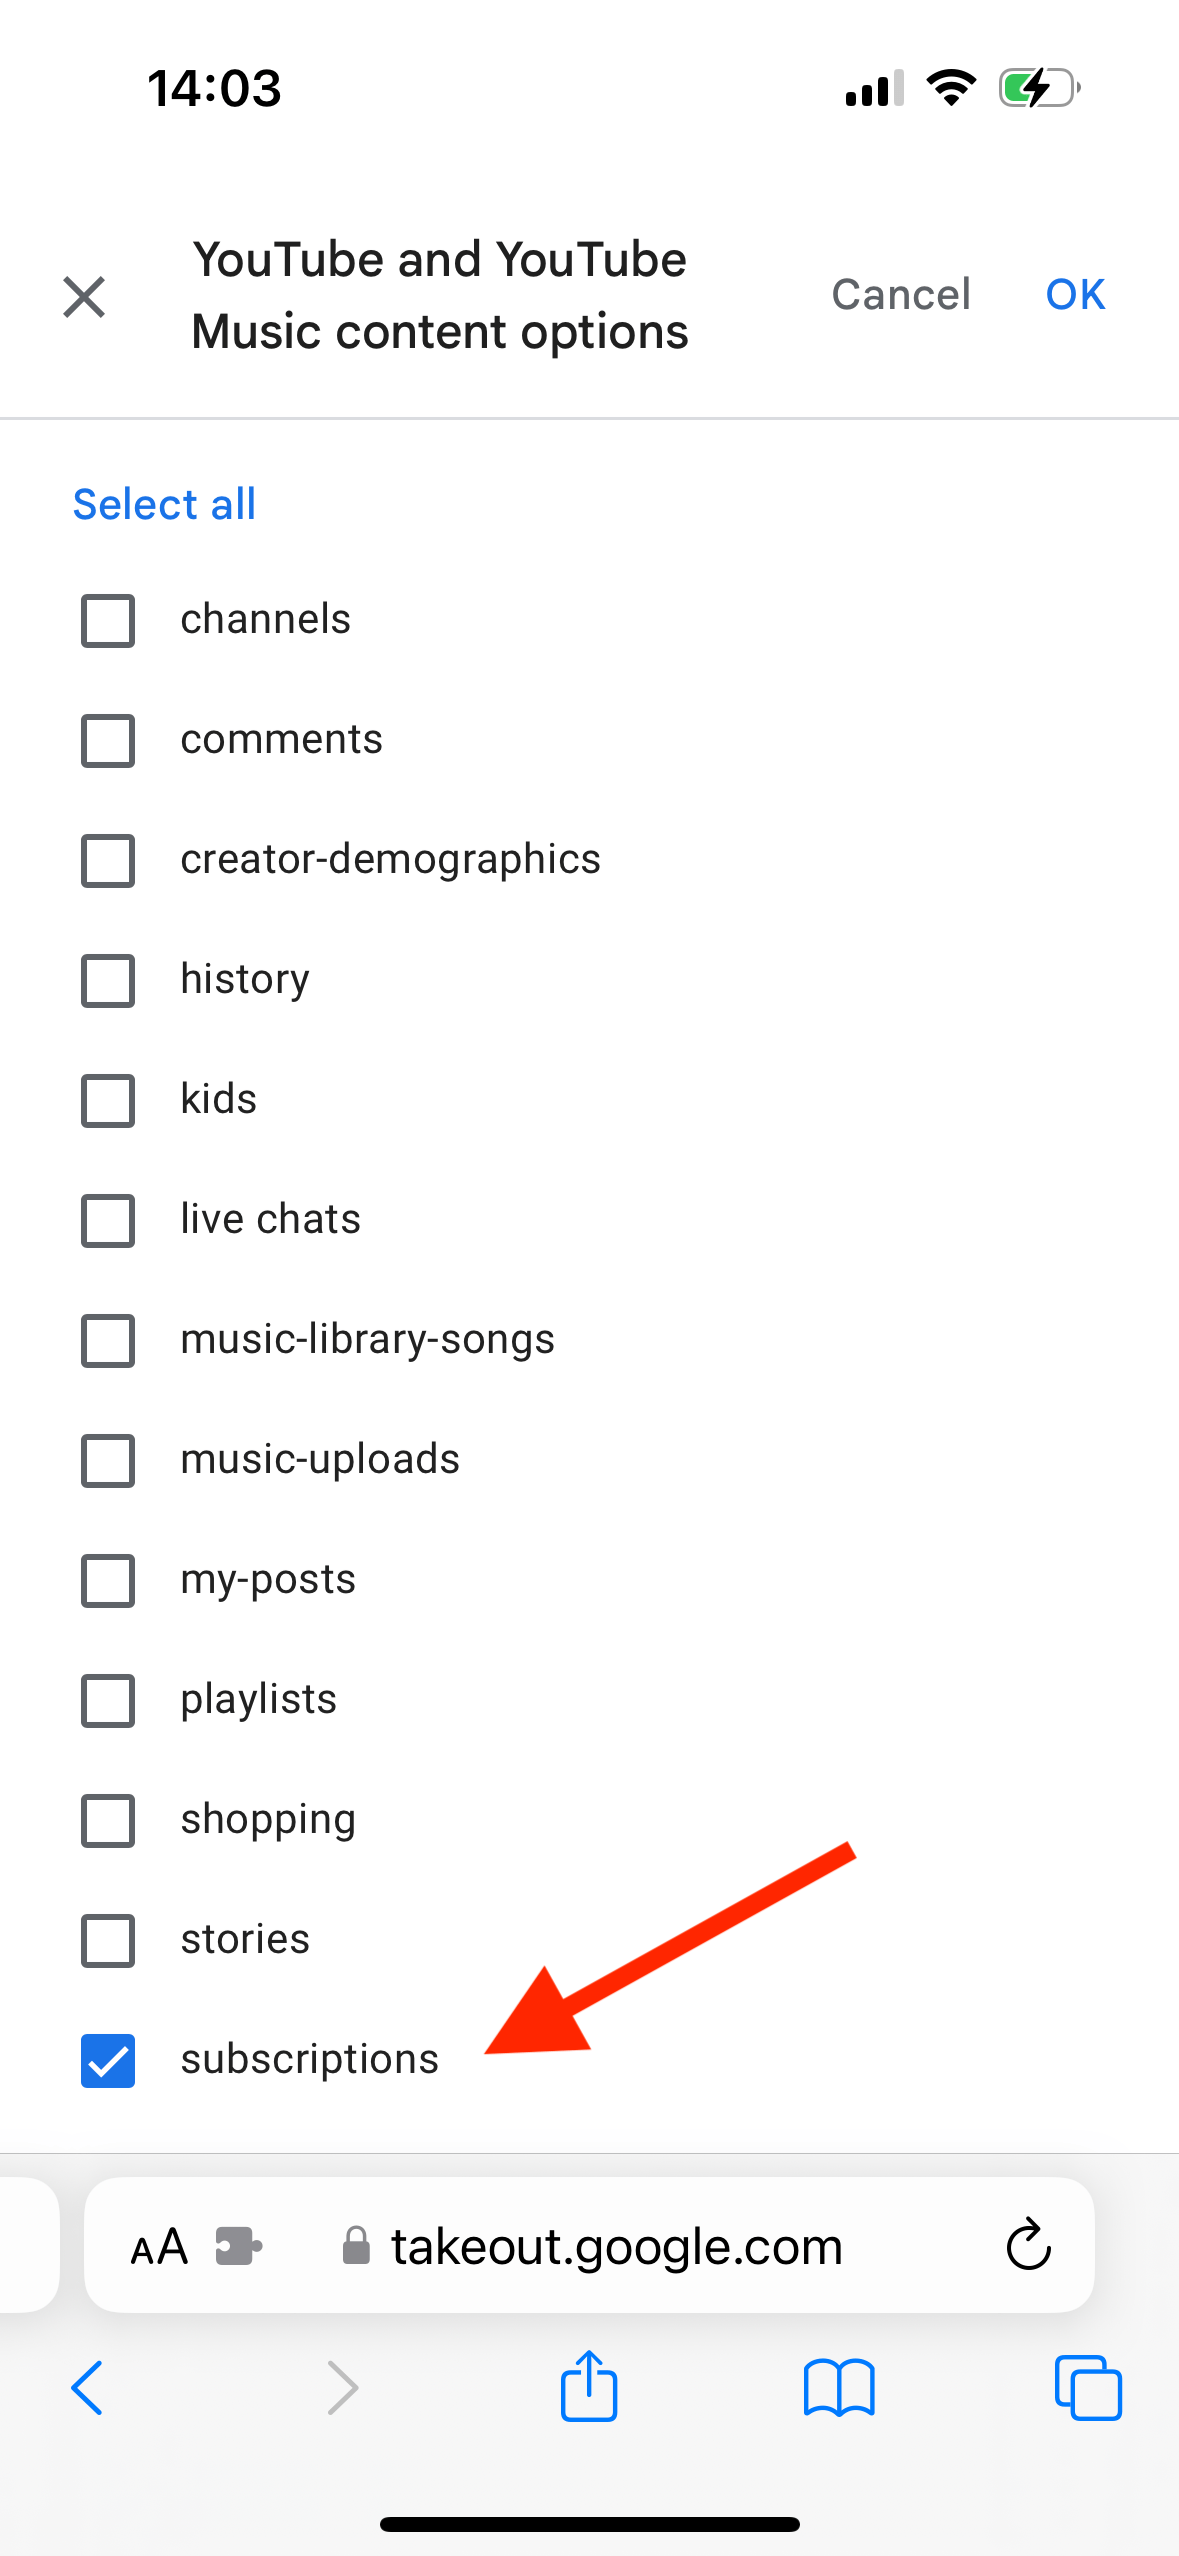 14:03
YouTube and YouTube
Music content options
Cancel
OK
Select all
channels
comments
creator-demographics
history
kids
live chats
music-library-songs
music-uploads
my-posts
playlists
shopping
stories
subscriptions
AA
takeout.google.com